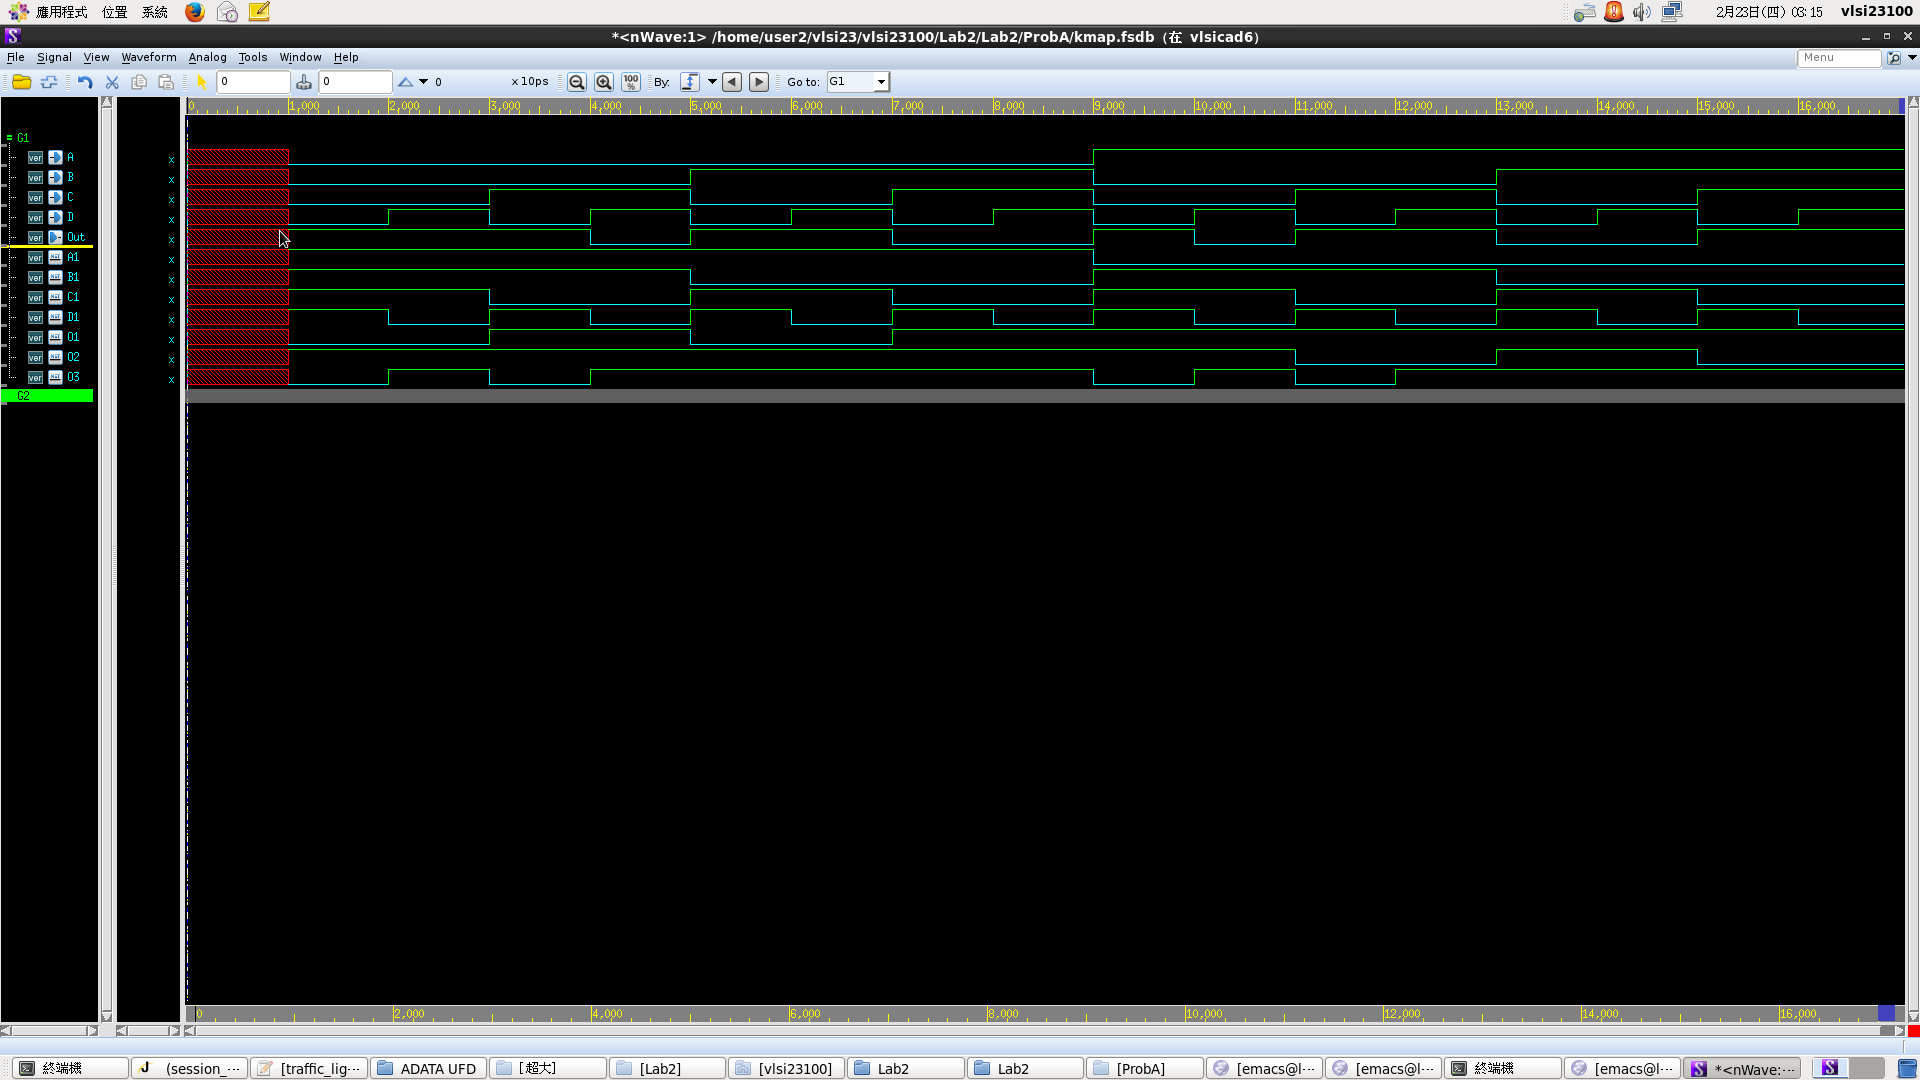 應用程式 位置 系統 2月23日(四) 03:15 vlsi23100
*<nWave:1> /home/user2/vlsi23/vlsi23100/Lab2/Lab2/ProbA/kmap.fsdb (在 vlsicad6)
File Signal View Waveform Analog Tools Window Help Menu
0 0 0 x 10ps 100 % By: Go to: G1
0 1,000 2,000 3,000 4,000 5,000 6,000 7,000 8,000 9,000 10,000 11,000 12,000 13,000 14,000 15,000 16,000
G1
ver A x
ver B x
ver C x
ver D x
ver Out x
ver A1 x
ver B1 x
ver C1 x
ver D1 x
ver O1 x
ver O2 x
ver O3 x
G2
0 2,000 4,000 6,000 8,000 10,000 12,000 14,000 16,000
終端機 (session_··· [traffic_lig··· ADATA UFD [超大] [Lab2] [vlsi23100] Lab2 Lab2 [ProbA] [emacs@l··· [emacs@l··· 終端機 [emacs@l··· *<nWave:···